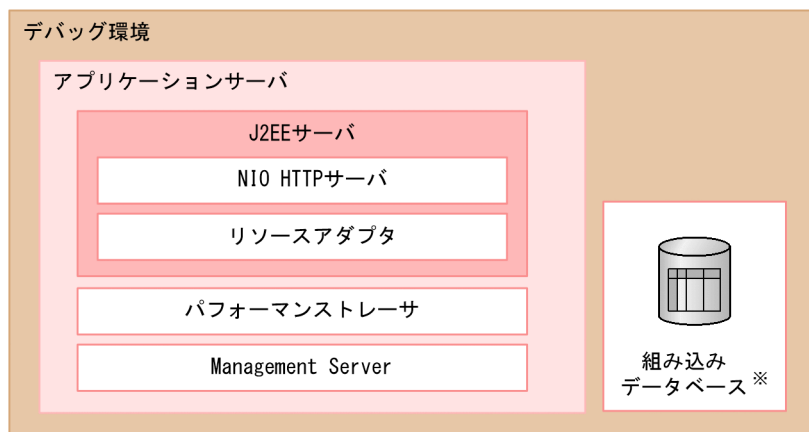 デバッグ環境
アプリケーションサーバ
J2EEサーバ
NIO HTTPサーバ
リソースアダプタ
パフォーマンストレーサ
Management Server
組み込み
データベース※